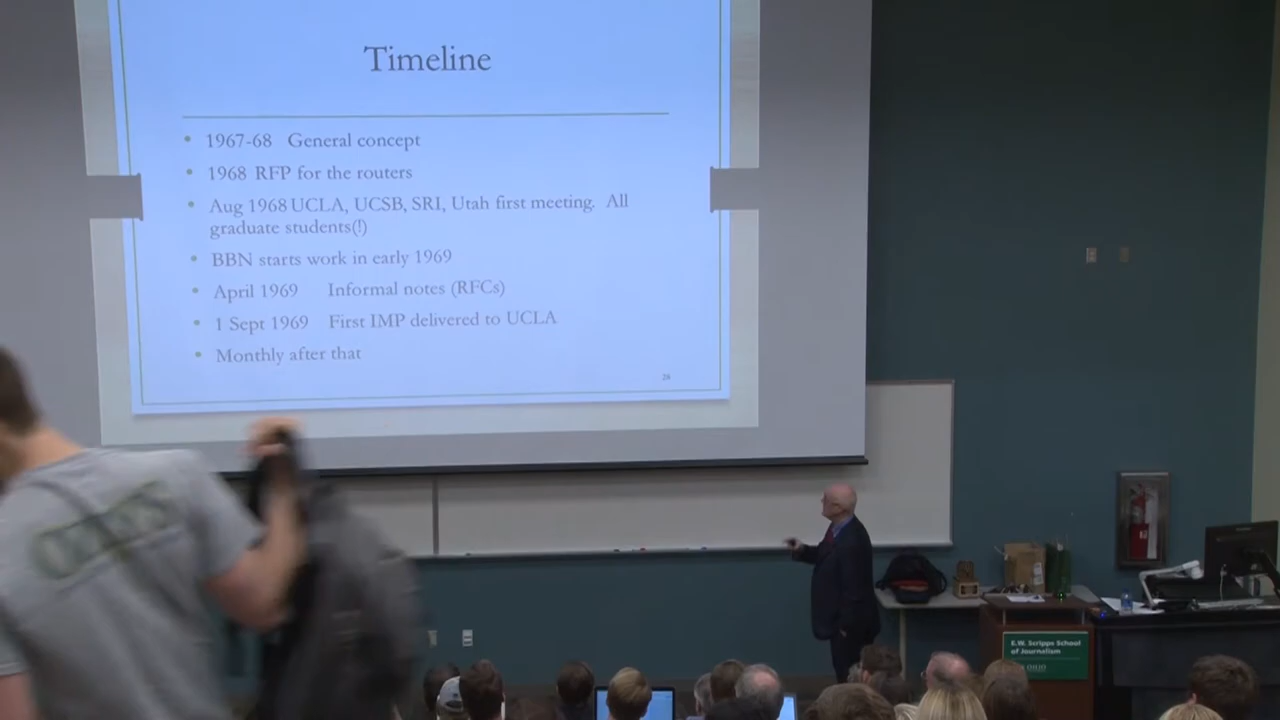 Timeline
• 1967-68 General concept
• 1968 RFP for the routers
• Aug 1968 UCLA, UCSB, SRI, Utah first meeting. All
graduate students(!)
• BBN starts work in early 1969
• April 1969 Informal notes (RFCs)
• 1 Sept 1969 First IMP delivered to UCLA
• Monthly after that
28
E.W. Scripps School
of Journalism
OHIO